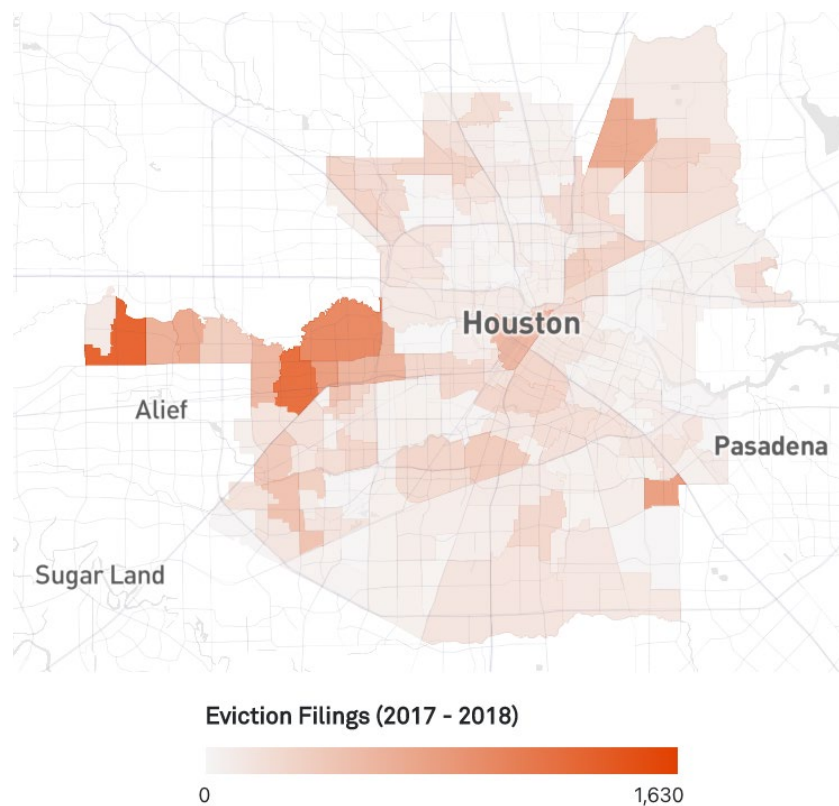 Houston
Alief
Pasadena
Sugar Land
Eviction Filings (2017 - 2018)
0 1,630